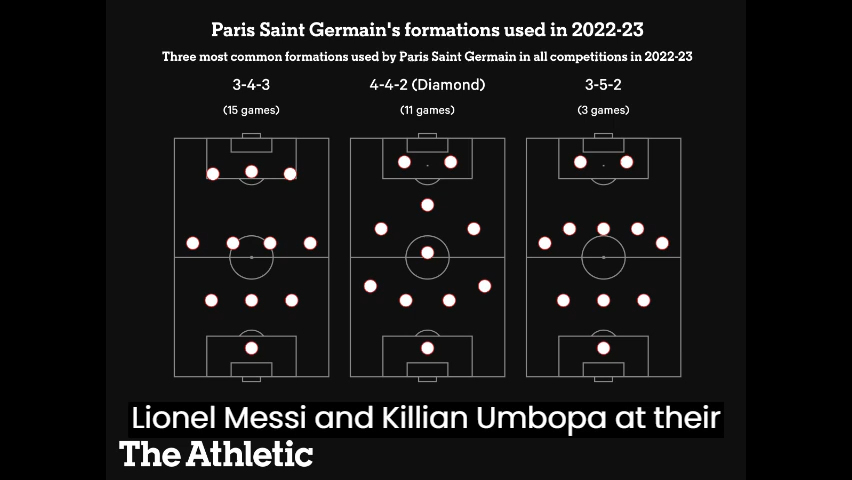 Paris Saint Germain's formations used in 2022-23
Three most common formations used by Paris Saint Germain in all competitions in 2022-23
3-4-3
(15 games)
4-4-2 (Diamond)
(11 games)
3-5-2
(3 games)
Lionel Messi and Killian Umbopa at their
The Athletic